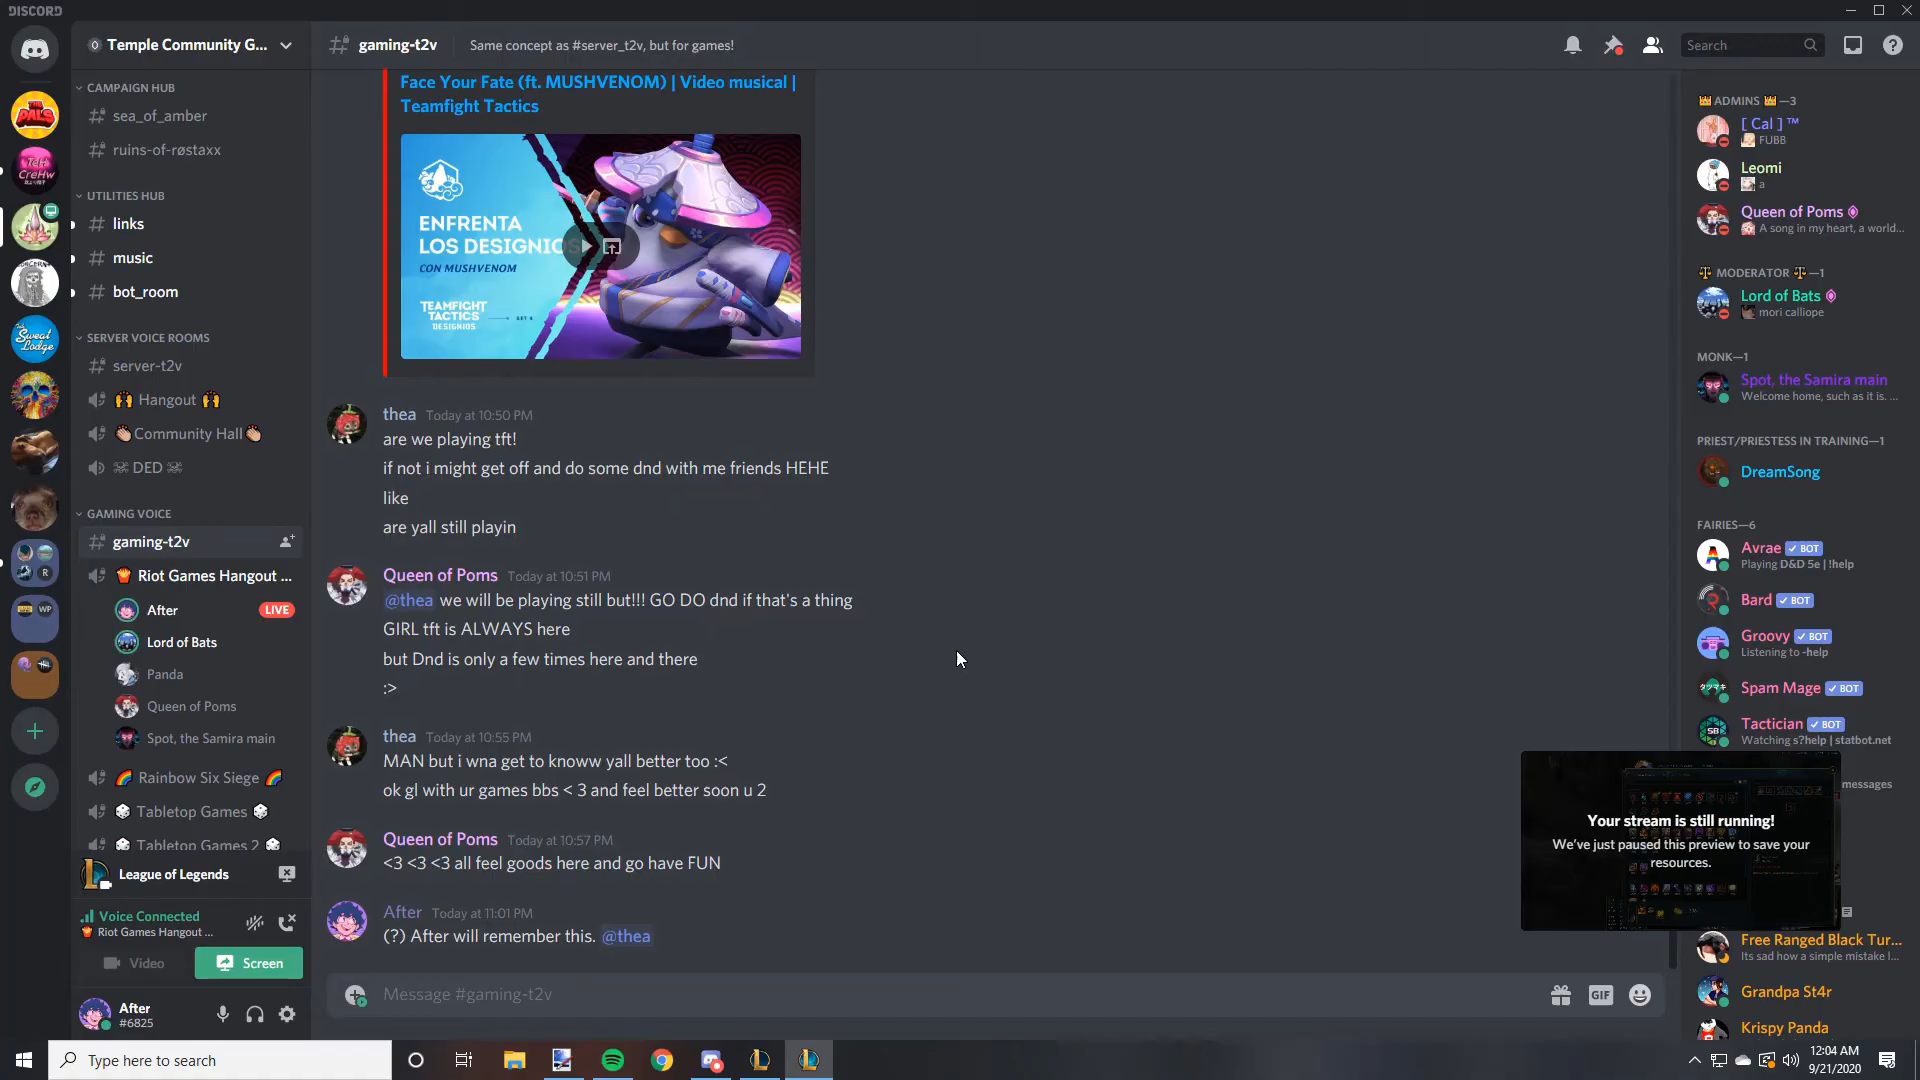 DISCORD
Temple Community G...
gaming-t2v
Same concept as #server_t2v, but for games!
Search
CAMPAIGN HUB
sea_of_amber
ruins-of-røstaxx
UTILITIES HUB
links
music
bot_room
SERVER VOICE ROOMS
server-t2v
Hangout
Community Hall
DED
GAMING VOICE
gaming-t2v
Riot Games Hangout ...
After
LIVE
Lord of Bats
Panda
Queen of Poms
Spot, the Samira main
Rainbow Six Siege
Tabletop Games
Tabletop Games 2
League of Legends
Voice Connected
Riot Games Hangout ...
Video
Screen
After
#6825
Face Your Fate (ft. MUSHVENOM) | Video musical |
Teamfight Tactics
ENFRENTA
LOS DESIGNIOS
CON MUSHVENOM
TEAMFIGHT
TACTICS
DESIGNIOS
thea Today at 10:50 PM
are we playing tft!
if not i might get off and do some dnd with me friends HEHE
like
are yall still playin
Queen of Poms Today at 10:51 PM
@thea we will be playing still but!!! GO DO dnd if that's a thing
GIRL tft is ALWAYS here
but Dnd is only a few times here and there
:>
thea Today at 10:55 PM
MAN but i wna get to knoww yall better too :<
ok gl with ur games bbs < 3 and feel better soon u 2
Queen of Poms Today at 10:57 PM
<3 <3 <3 all feel goods here and go have FUN
After Today at 11:01 PM
(?) After will remember this. @thea
Message #gaming-t2v
GIF
ADMINS —3
[ Cal ] ™
FUBB
Leomi
a
Queen of Poms
A song in my heart, a world...
MODERATOR —1
Lord of Bats
mori calliope
MONK—1
Spot, the Samira main
Welcome home, such as it is. ...
PRIEST/PRIESTESS IN TRAINING—1
DreamSong
FAIRIES—6
Avrae ✓ BOT
Playing D&D 5e | !help
Bard ✓ BOT
Groovy ✓ BOT
Listening to -help
Spam Mage ✓ BOT
Tactician ✓ BOT
Watching s?help | statbot.net
messages
Your stream is still running!
We've just paused this preview to save your
resources.
Free Ranged Black Tur...
Its sad how a simple mistake l...
Grandpa St4r
Krispy Panda
Type here to search
12:04 AM
9/21/2020